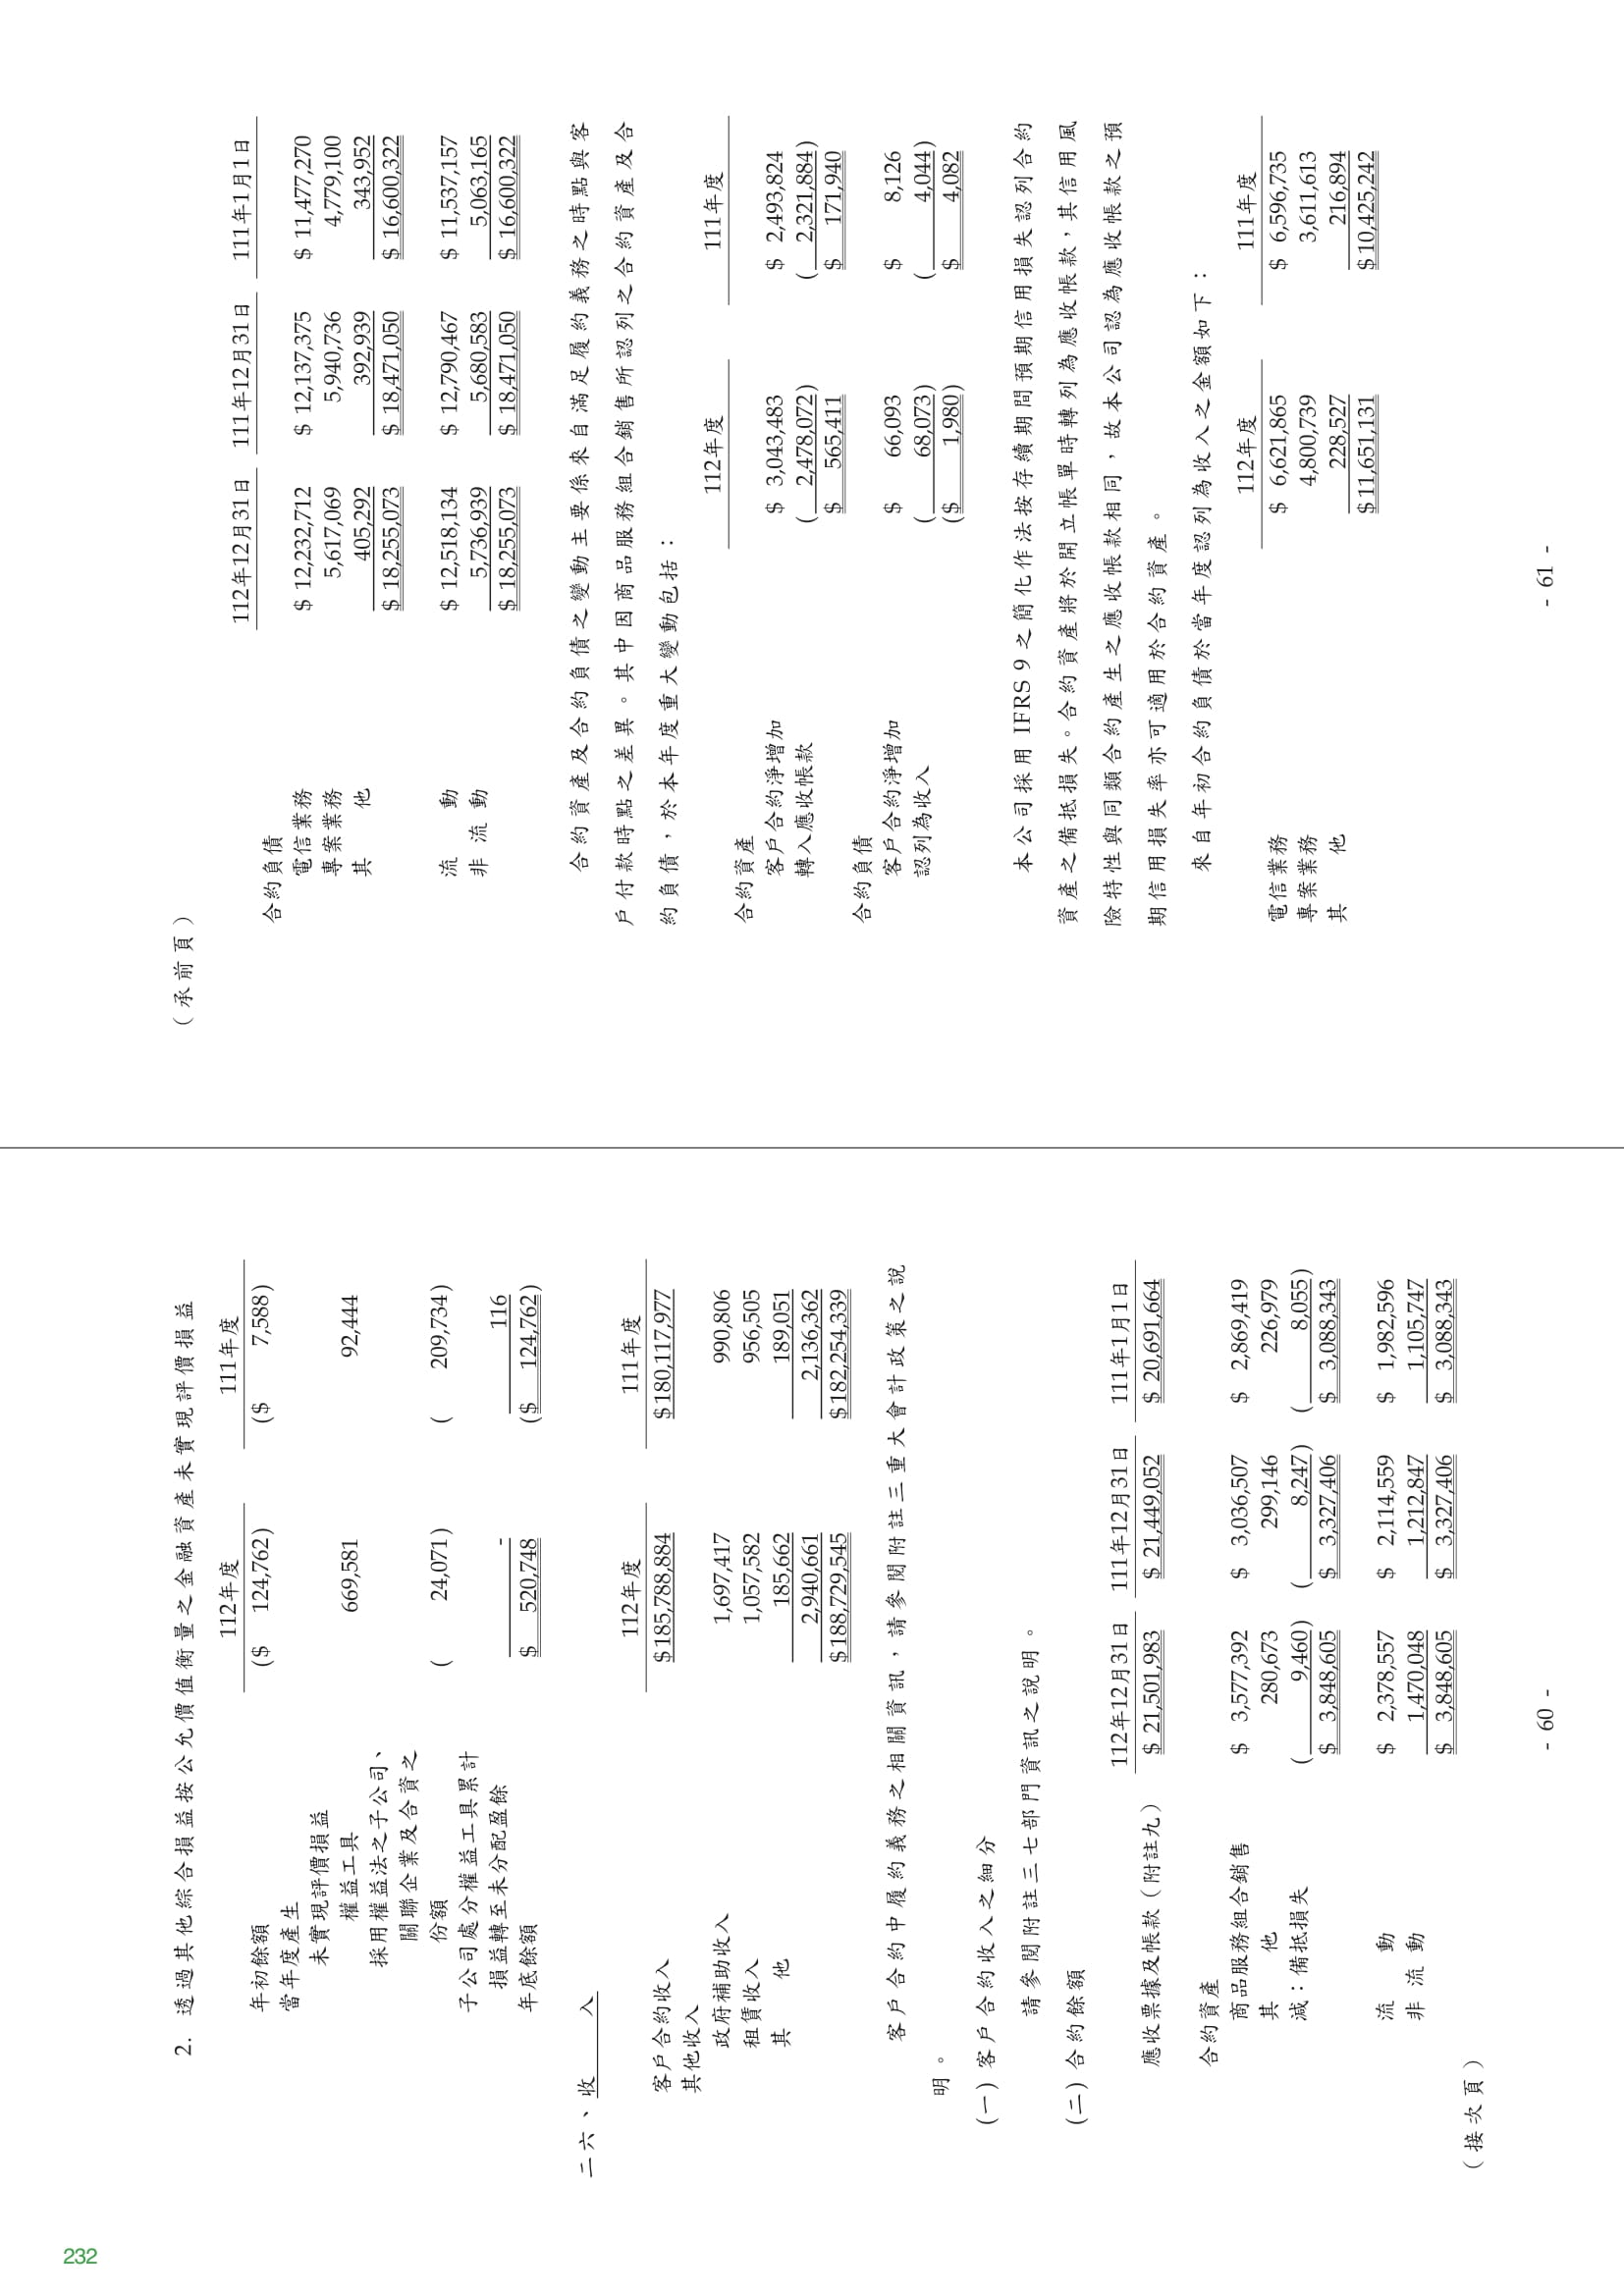 2. 透過其他綜合損益按公允價值衡量之金融資產未實現評價損益
112年度 111年度
年初餘額 ($ 124,762) ($ 7,588)
當年度產生
未實現評價損益
權益工具 669,581 92,444
採用權益法之子公司、
關聯企業及合資之
份額 ( 24,071) ( 209,734)
子公司處分權益工具累計
損益轉至未分配盈餘 - 116
年底餘額 $ 520,748 ($ 124,762)
二六、收 入
112年度 111年度
客戶合約收入 $185,788,884 $180,117,977
其他收入
政府補助收入 1,697,417 990,806
租賃收入 1,057,582 956,505
其 他 185,662 189,051
2,940,661 2,136,362
$188,729,545 $182,254,339
客戶合約中履約義務之相關資訊，請參閱附註三重大會計政策之說
明。
(一) 客戶合約收入之細分
請參閱附註三七部門資訊之說明。
(二) 合約餘額
112年12月31日 111年12月31日 111年1月1日
應收票據及帳款（附註九） $ 21,501,983 $ 21,449,052 $ 20,691,664
合約資產
商品服務組合銷售 $ 3,577,392 $ 3,036,507 $ 2,869,419
其 他 280,673 299,146 226,979
減：備抵損失 ( 9,460) ( 8,247) ( 8,055)
$ 3,848,605 $ 3,327,406 $ 3,088,343
流 動 $ 2,378,557 $ 2,114,559 $ 1,982,596
非 流 動 1,470,048 1,212,847 1,105,747
$ 3,848,605 $ 3,327,406 $ 3,088,343
（接次頁）
- 60 -
（承前頁）
112年12月31日 111年12月31日 111年1月1日
合約負債
電信業務 $ 12,232,712 $ 12,137,375 $ 11,477,270
專案業務 5,617,069 5,940,736 4,779,100
其 他 405,292 392,939 343,952
$ 18,255,073 $ 18,471,050 $ 16,600,322
流 動 $ 12,518,134 $ 12,790,467 $ 11,537,157
非 流 動 5,736,939 5,680,583 5,063,165
$ 18,255,073 $ 18,471,050 $ 16,600,322
合約資產及合約負債之變動主要係來自滿足履約義務之時點與客
戶付款時點之差異。其中因商品服務組合銷售所認列之合約資產及合
約負債，於本年度重大變動包括：
112年度 111年度
合約資產
客戶合約淨增加 $ 3,043,483 $ 2,493,824
轉入應收帳款 ( 2,478,072) ( 2,321,884)
$ 565,411 $ 171,940
合約負債
客戶合約淨增加 $ 66,093 $ 8,126
認列為收入 ( 68,073) ( 4,044)
($ 1,980) $ 4,082
本公司採用 IFRS 9 之簡化作法按存續期間預期信用損失認列合約
資產之備抵損失。合約資產將於開立帳單時轉列為應收帳款，其信用風
險特性與同類合約產生之應收帳款相同，故本公司認為應收帳款之預
期信用損失率亦可適用於合約資產。
來自年初合約負債於當年度認列為收入之金額如下：
112年度 111年度
電信業務 $ 6,621,865 $ 6,596,735
專案業務 4,800,739 3,611,613
其 他 228,527 216,894
$11,651,131 $10,425,242
- 61 -
232